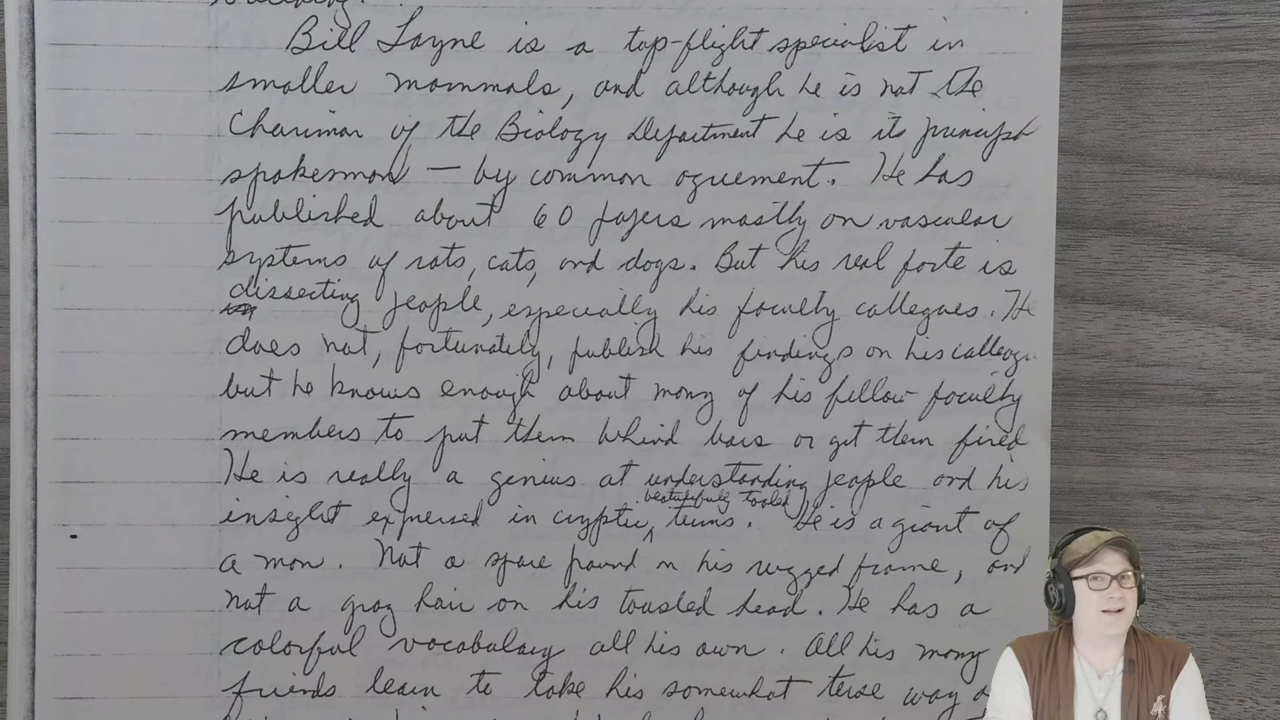 Bill Layne is a top-flight specialist in
smaller mammals, and although he is not the
Chariman of the Biology Department he is its
spokesman — by common agreement. He has
published about 60 papers mostly on vascular
systems of rats, cats, and dogs. But his real forte is
dissecting people, especially his faculty collegues. He
does not, fortunately, publish his findings on his
but he knows enough about many of his fellow faculty
members to put them behind bars or get them fired
He is really a genius at understanding people and his
beautifully tooled
insight expressed in cryptic, terms. He is a giant of
a man. Not a spare pound on his rugged frame, and
not a gray hair on his tousled head. He has a
colorful vocabulary all his own. All his many
friends learn to take his somewhat terse way